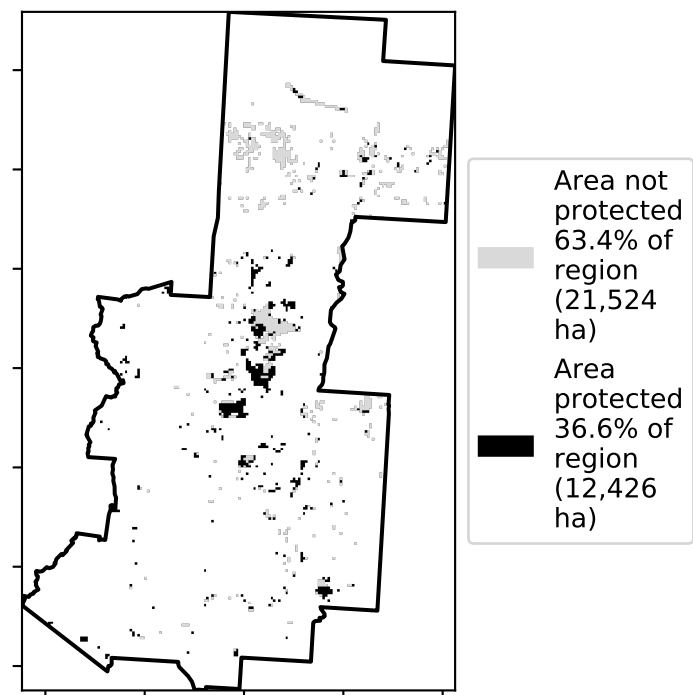 Area not
protected
63.4% of
region
(21,524
ha)
Area
protected
36.6% of
region
(12,426
ha)